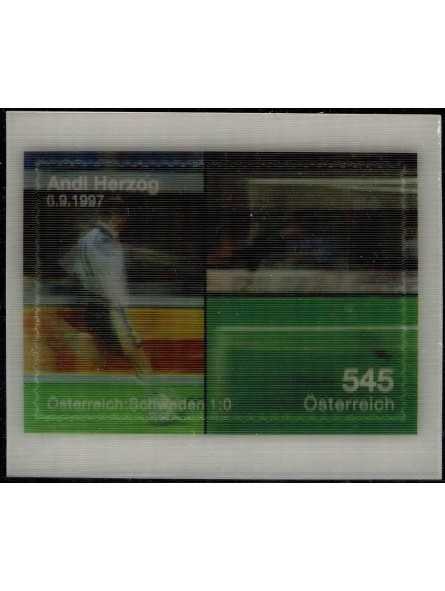 Andi Herzog
6.9.1997
545
Österreich:Schweden 1:0
Österreich